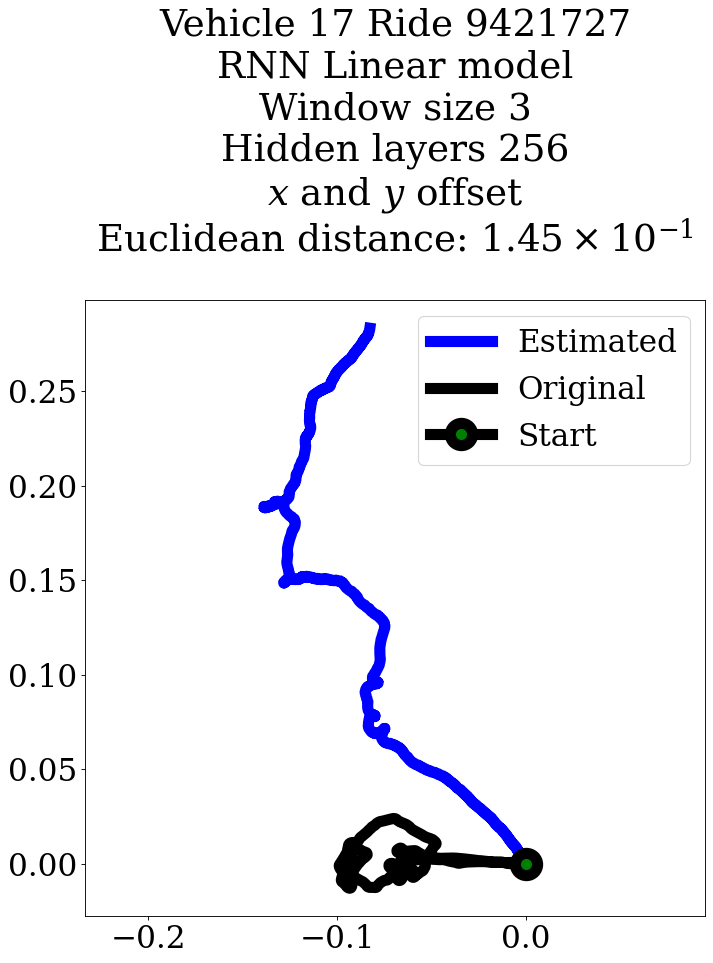 Vehicle 17 Ride 9421727
RNN Linear model
Window size 3
Hidden layers 256
x and y offset
Euclidean distance: 1.45 × 10⁻¹
Estimated
Original
Start
0.25
0.20
0.15
0.10
0.05
0.00
−0.2
−0.1
0.0